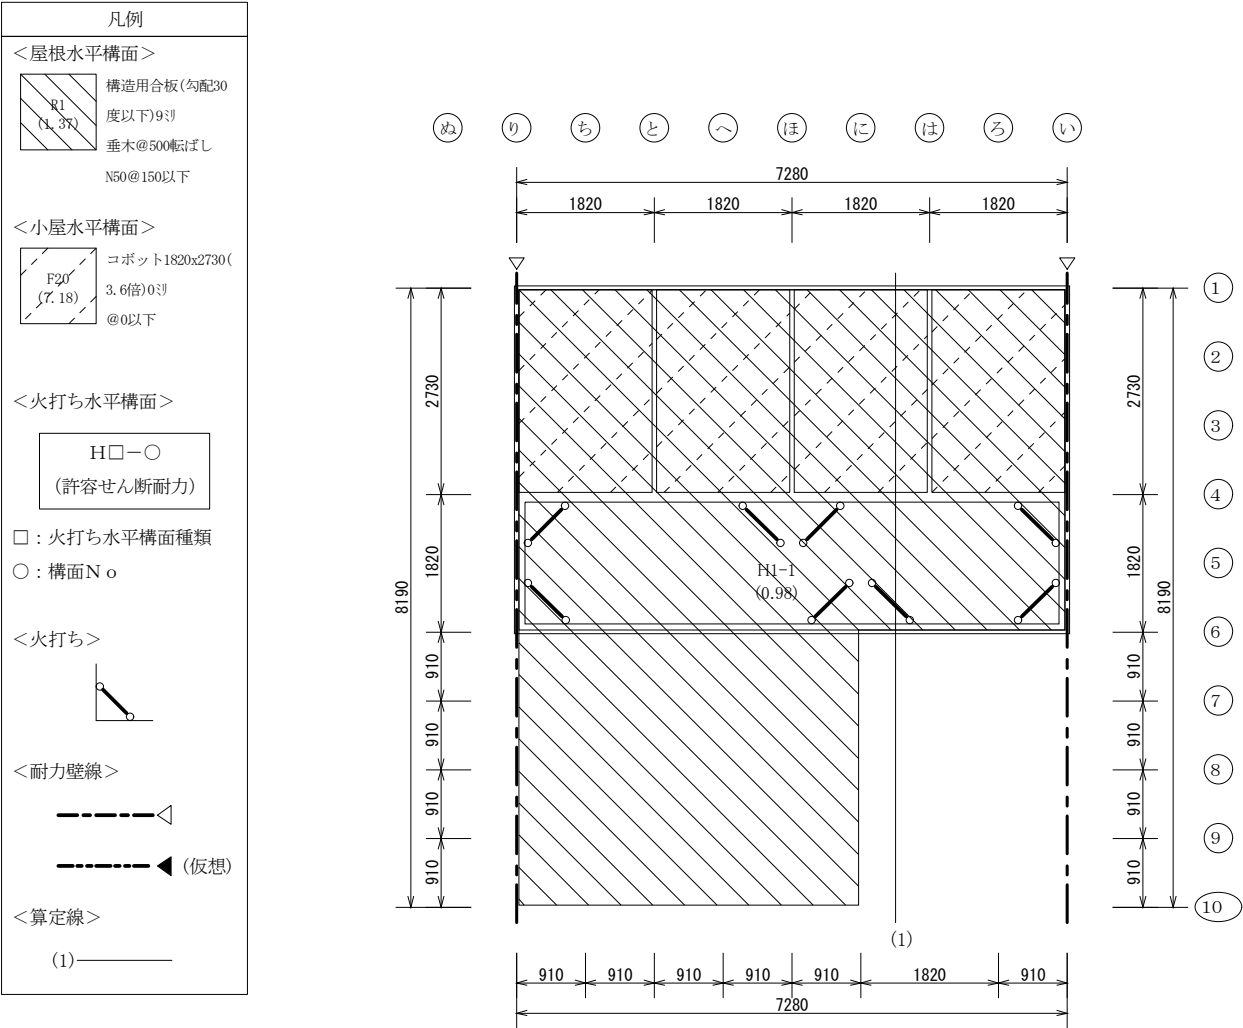 凡例
＜屋根水平構面＞
R1
(1.37)
構造用合板(勾配30
度以下)9ﾐﾘ
垂木@500転ばし
N50@150以下
＜小屋水平構面＞
F20
(7.18)
コボット1820x2730(
3.6倍)0ﾐﾘ
@0以下
＜火打ち水平構面＞
H□－○
(許容せん断耐力)
□：火打ち水平構面種類
○：構面Ｎｏ
＜火打ち＞
＜耐力壁線＞
(仮想)
＜算定線＞
(1)
ぬ り ち と へ ほ に は ろ い
7280
1820 1820 1820 1820
8190
2730
1820
910
910
910
910
H1-1
(0.98)
2730
1820
910
910
910
910
8190
1
2
3
4
5
6
7
8
9
10
(1)
910 910 910 910 910 1820 910
7280